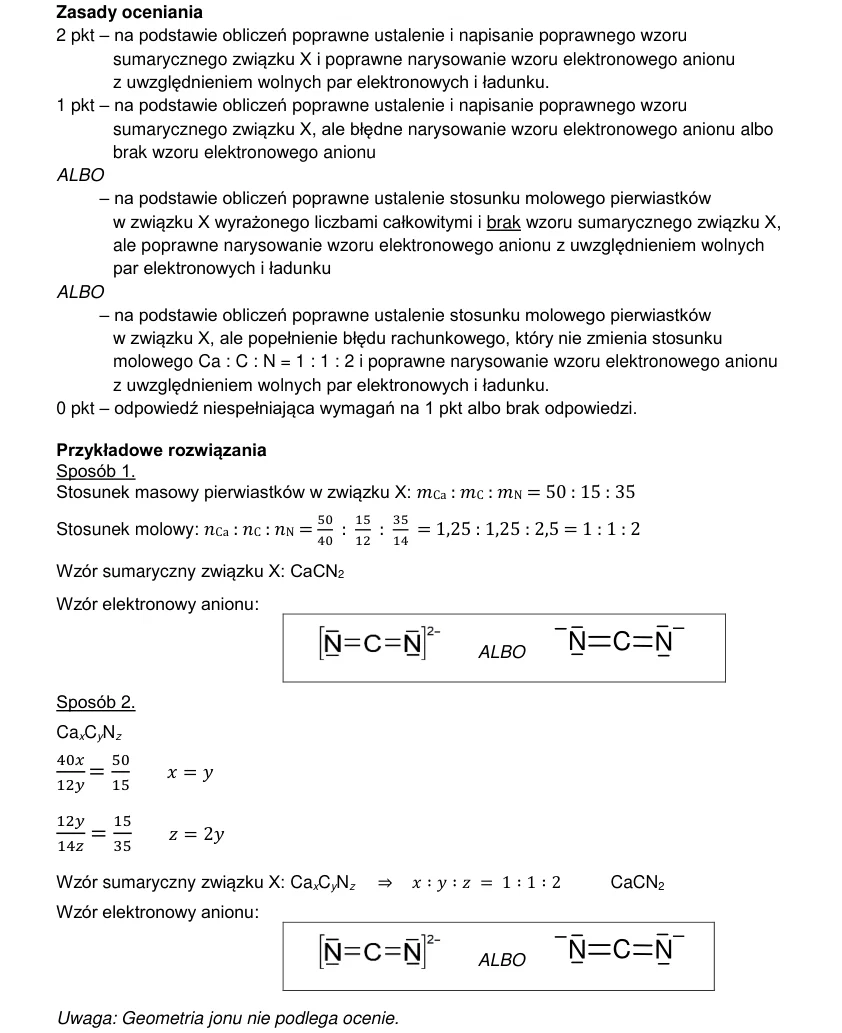 Zasady oceniania
2 pkt – na podstawie obliczeń poprawne ustalenie i napisanie poprawnego wzoru
sumarycznego związku X i poprawne narysowanie wzoru elektronowego anionu
z uwzględnieniem wolnych par elektronowych i ładunku.
1 pkt – na podstawie obliczeń poprawne ustalenie i napisanie poprawnego wzoru
sumarycznego związku X, ale błędne narysowanie wzoru elektronowego anionu albo
brak wzoru elektronowego anionu
ALBO
– na podstawie obliczeń poprawne ustalenie stosunku molowego pierwiastków
w związku X wyrażonego liczbami całkowitymi i brak wzoru sumarycznego związku X,
ale poprawne narysowanie wzoru elektronowego anionu z uwzględnieniem wolnych
par elektronowych i ładunku
ALBO
– na podstawie obliczeń poprawne ustalenie stosunku molowego pierwiastków
w związku X, ale popełnienie błędu rachunkowego, który nie zmienia stosunku
molowego Ca : C : N = 1 : 1 : 2 i poprawne narysowanie wzoru elektronowego anionu
z uwzględnieniem wolnych par elektronowych i ładunku.
0 pkt – odpowiedź niespełniająca wymagań na 1 pkt albo brak odpowiedzi.
Przykładowe rozwiązania
Sposób 1.
Stosunek masowy pierwiastków w związku X: mCa : mC : mN = 50 : 15 : 35
Stosunek molowy: nCa : nC : nN = 50/40 : 15/12 : 35/14 = 1,25 : 1,25 : 2,5 = 1 : 1 : 2
Wzór sumaryczny związku X: CaCN₂
Wzór elektronowy anionu:
[N=C=N]²⁻ ALBO ⁻N=C=N⁻
Sposób 2.
CaxCyNz
40x/12y = 50/15 x = y
12y/14z = 15/35 z = 2y
Wzór sumaryczny związku X: CaxCyNz ⇒ x : y : z = 1 : 1 : 2 CaCN₂
Wzór elektronowy anionu:
[N=C=N]²⁻ ALBO ⁻N=C=N⁻
Uwaga: Geometria jonu nie podlega ocenie.